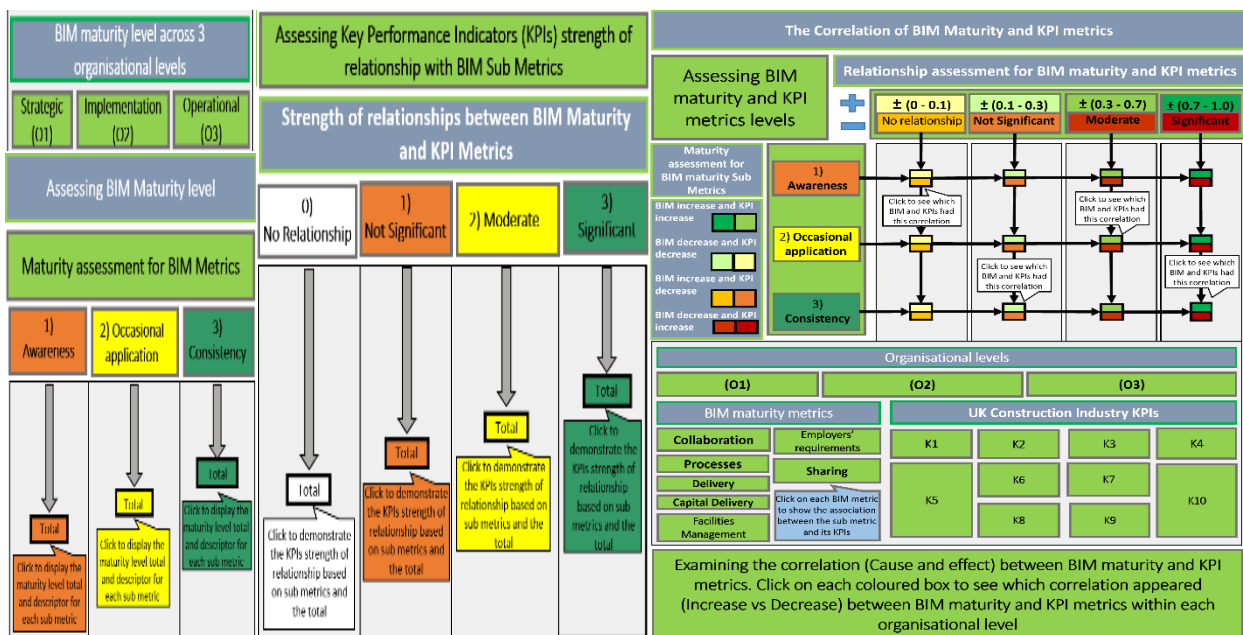 BIM maturity level across 3
organisational levels
Strategic
(O1)
Implementation
(O2)
Operational
(O3)
Assessing BIM Maturity level
Maturity assessment for BIM Metrics
1)
Awareness
2) Occasional
application
3)
Consistency
Total
Click to display the
maturity level total
and descriptor for
each sub metric
Total
Click to display the
maturity level total
and descriptor for
each sub metric
Total
Click to display the
maturity level total
and descriptor for
each sub metric
Assessing Key Performance Indicators (KPIs) strength of
relationship with BIM Sub Metrics
Strength of relationships between BIM Maturity
and KPI Metrics
0)
No Relationship
1)
Not Significant
2) Moderate
3)
Significant
Total
Click to demonstrate
the KPIs strength of
relationship based
on sub metrics and
the total
Total
Click to demonstrate
the KPIs strength of
relationship based
on sub metrics and
the total
Total
Click to demonstrate
the KPIs strength of
relationship based on
sub metrics and the
total
Total
Click to
demonstrate
the KPIs
strength of
relationship
based on sub
metrics and
the total
The Correlation of BIM Maturity and KPI metrics
Assessing BIM
maturity and KPI
metrics levels
Relationship assessment for BIM maturity and KPI metrics
± (0 - 0.1)
No relationship
± (0.1 - 0.3)
Not Significant
± (0.3 - 0.7)
Moderate
± (0.7 - 1.0)
Significant
Maturity
assessment for
BIM maturity Sub
Metrics
BIM increase and KPI
increase
BIM decrease and KPI
decrease
BIM increase and KPI
decrease
BIM decrease and KPI
increase
1)
Awareness
2) Occasional
application
3)
Consistency
Click to see which
BIM and KPIs had
this correlation
Click to see which
BIM and KPIs had
this correlation
Click to see which
BIM and KPIs had
this correlation
Click to see which
BIM and KPIs had
this correlation
Organisational levels
(O1)
(O2)
(O3)
BIM maturity metrics
Collaboration
Processes
Delivery
Capital Delivery
Facilities
Management
Employers'
requirements
Sharing
Click on each BIM metric
to show the association
between the sub metric
and its KPIs
UK Construction Industry KPIs
K1
K2
K3
K4
K5
K6
K7
K8
K9
K10
Examining the correlation (Cause and effect) between BIM maturity and KPI
metrics. Click on each coloured box to see which correlation appeared
(Increase vs Decrease) between BIM maturity and KPI metrics within each
organisational level